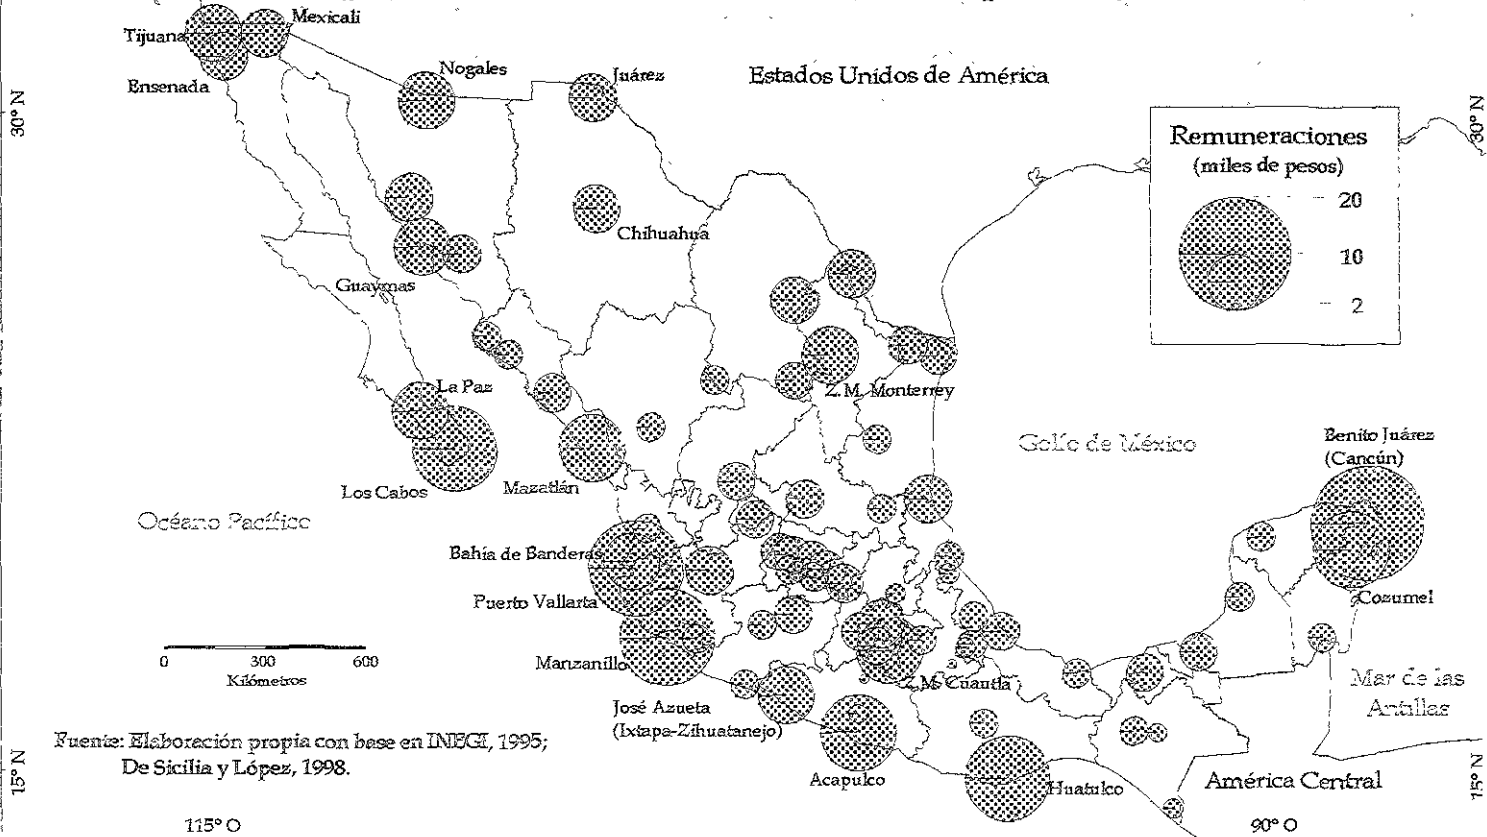 Mexicali
Tijuana
Ensenada
Nogales
Juárez
Estados Unidos de América
30° N
30° N
Remuneraciones
(miles de pesos)
20
10
2
Chihuahua
Guaymas
La Paz
Z.M. Monterrey
Golfo de México
Benito Juárez
(Cancún)
Los Cabos
Mazatlán
Océano Pacífico
Bahía de Banderas
Puerto Vallarta
Cozumel
0 300 600
Kilómetros
Manzanillo
Z.M. Cuautla
Mar de las
Antillas
José Azueta
(Ixtapa-Zihuatanejo)
Fuente: Elaboración propia con base en INEGI, 1995;
De Sicilia y López, 1998.
Acapulco
Huatulco
América Central
15° N
15° N
115° O
90° O